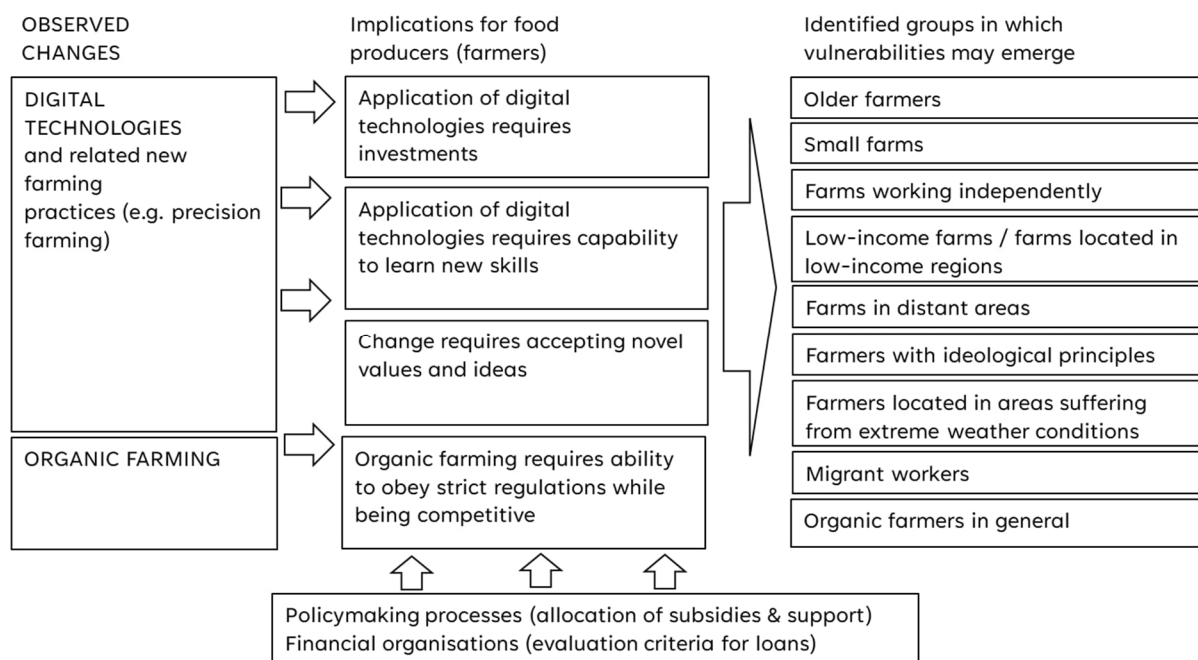 OBSERVED
CHANGES
DIGITAL
TECHNOLOGIES
and related new
farming
practices (e.g. precision
farming)
ORGANIC FARMING
Implications for food
producers (farmers)
Application of digital
technologies requires
investments
Application of digital
technologies requires capability
to learn new skills
Change requires accepting novel
values and ideas
Organic farming requires ability
to obey strict regulations while
being competitive
Identified groups in which
vulnerabilities may emerge
Older farmers
Small farms
Farms working independently
Low-income farms / farms located in
low-income regions
Farms in distant areas
Farmers with ideological principles
Farmers located in areas suffering
from extreme weather conditions
Migrant workers
Organic farmers in general
Policymaking processes (allocation of subsidies & support)
Financial organisations (evaluation criteria for loans)